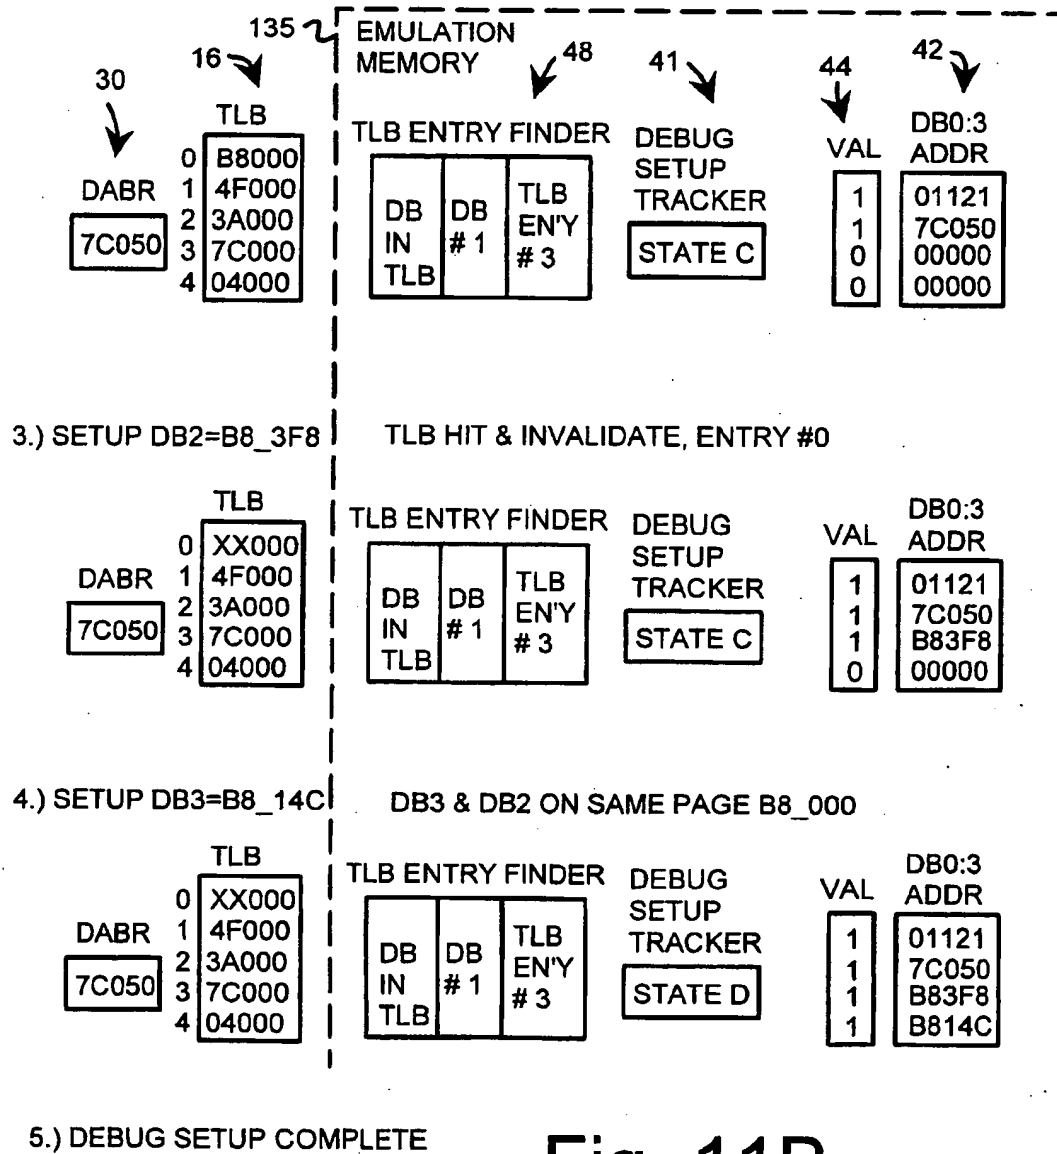 135
EMULATION
MEMORY
16
48
41
44
42
30
TLB
TLB ENTRY FINDER
DEBUG
SETUP
TRACKER
VAL
DB0:3
ADDR
DABR
7C050
0 B8000
1 4F000
2 3A000
3 7C000
4 04000
DB
IN
TLB
DB
# 1
TLB
EN'Y
# 3
STATE C
1 01121
1 7C050
0 00000
0 00000
3.) SETUP DB2=B8_3F8
TLB HIT & INVALIDATE, ENTRY #0
TLB
TLB ENTRY FINDER
DEBUG
SETUP
TRACKER
VAL
DB0:3
ADDR
DABR
7C050
0 XX000
1 4F000
2 3A000
3 7C000
4 04000
DB
IN
TLB
DB
# 1
TLB
EN'Y
# 3
STATE C
1 01121
1 7C050
1 B83F8
0 00000
4.) SETUP DB3=B8_14C
DB3 & DB2 ON SAME PAGE B8_000
TLB
TLB ENTRY FINDER
DEBUG
SETUP
TRACKER
VAL
DB0:3
ADDR
DABR
7C050
0 XX000
1 4F000
2 3A000
3 7C000
4 04000
DB
IN
TLB
DB
# 1
TLB
EN'Y
# 3
STATE D
1 01121
1 7C050
1 B83F8
1 B814C
5.) DEBUG SETUP COMPLETE
Fig. 11B